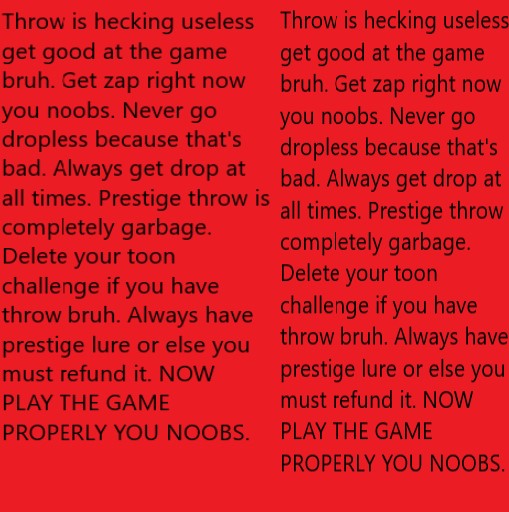 Throw is hecking useless
get good at the game
bruh. Get zap right now
you noobs. Never go
dropless because that's
bad. Always get drop at
all times. Prestige throw is
completely garbage.
Delete your toon
challenge if you have
throw bruh. Always have
prestige lure or else you
must refund it. NOW
PLAY THE GAME
PROPERLY YOU NOOBS.
Throw is hecking useless
get good at the game
bruh. Get zap right now
you noobs. Never go
dropless because that's
bad. Always get drop at
all times. Prestige throw
completely garbage.
Delete your toon
challenge if you have
throw bruh. Always have
prestige lure or else you
must refund it. NOW
PLAY THE GAME
PROPERLY YOU NOOBS.